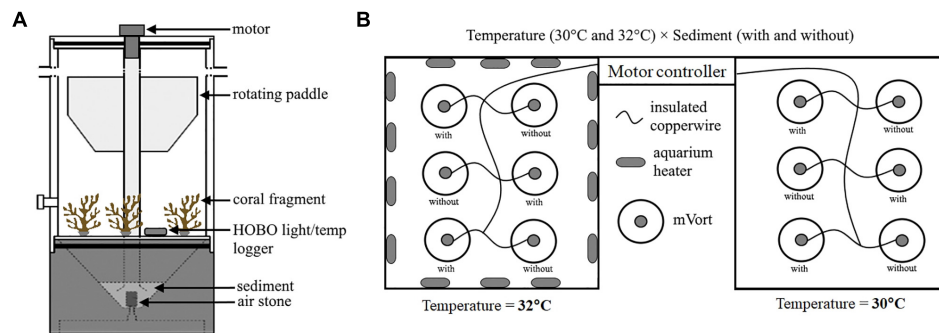 A
motor
rotating paddle
coral fragment
HOBO light/temp
logger
sediment
air stone
B
Temperature (30°C and 32°C) × Sediment (with and without)
Motor controller
insulated
copperwire
aquarium
heater
mVort
with
without
without
with
with
without
Temperature = 32°C
with
without
without
with
with
without
Temperature = 30°C